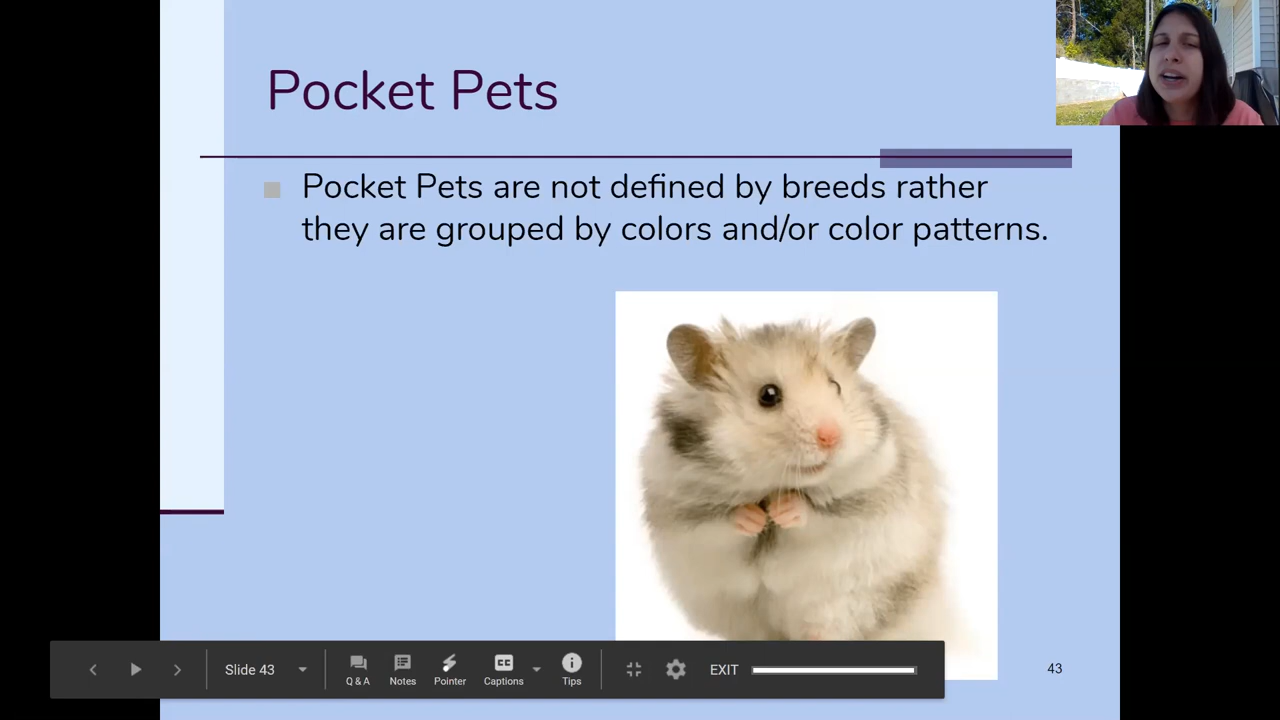 Pocket Pets
Pocket Pets are not defined by breeds rather
they are grouped by colors and/or color patterns.
Slide 43
Q & A
Notes
Pointer
CC
Captions
Tips
EXIT
43